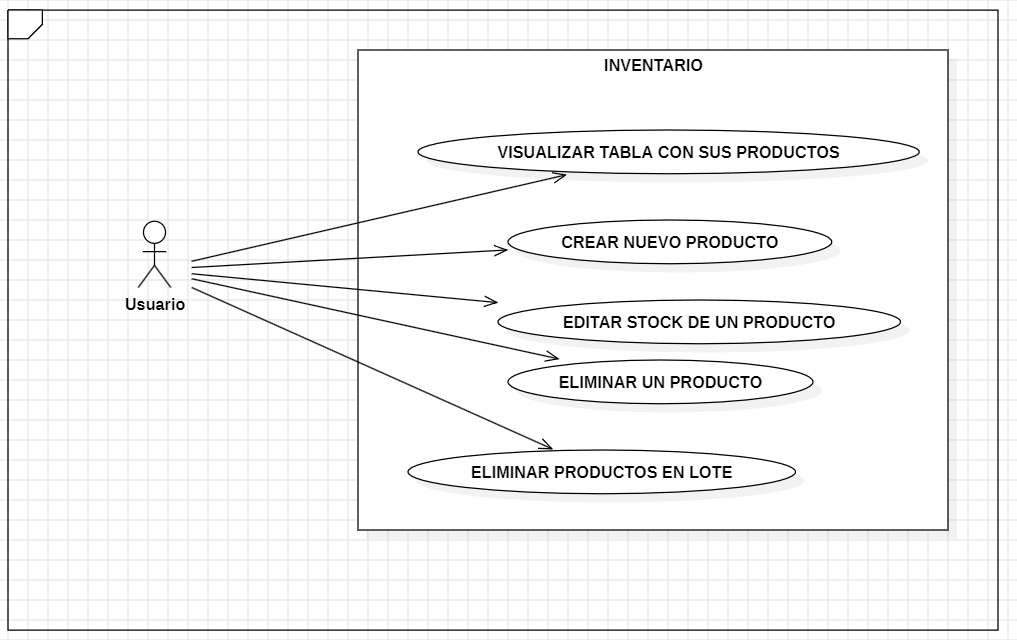 INVENTARIO
VISUALIZAR TABLA CON SUS PRODUCTOS
CREAR NUEVO PRODUCTO
Usuario
EDITAR STOCK DE UN PRODUCTO
ELIMINAR UN PRODUCTO
ELIMINAR PRODUCTOS EN LOTE